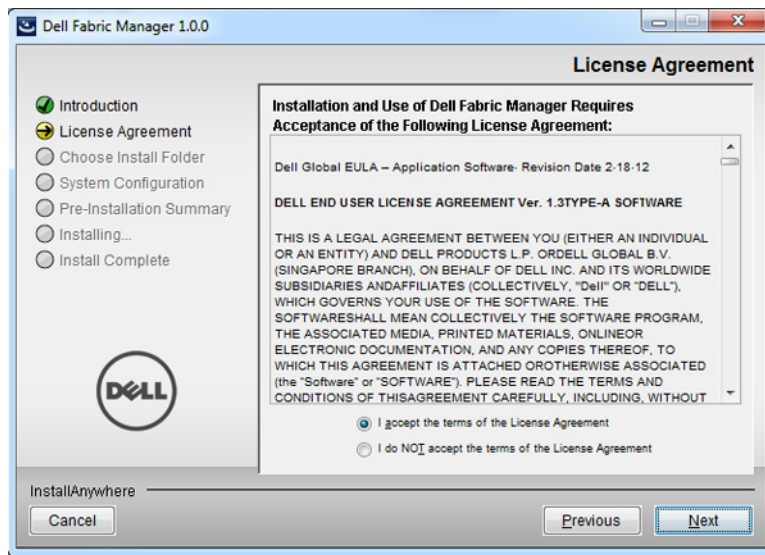 Dell Fabric Manager 1.0.0
License Agreement
Introduction
License Agreement
Choose Install Folder
System Configuration
Pre-Installation Summary
Installing...
Install Complete
DELL
Installation and Use of Dell Fabric Manager Requires
Acceptance of the Following License Agreement:
Dell Global EULA – Application Software- Revision Date 2-18-12
DELL END USER LICENSE AGREEMENT Ver. 1.3TYPE-A SOFTWARE
THIS IS A LEGAL AGREEMENT BETWEEN YOU (EITHER AN INDIVIDUAL
OR AN ENTITY) AND DELL PRODUCTS L.P. ORDELL GLOBAL B.V.
(SINGAPORE BRANCH), ON BEHALF OF DELL INC. AND ITS WORLDWIDE
SUBSIDIARIES ANDAFFILIATES (COLLECTIVELY, "Dell" OR "DELL"),
WHICH GOVERNS YOUR USE OF THE SOFTWARE. THE
SOFTWARESHALL MEAN COLLECTIVELY THE SOFTWARE PROGRAM,
THE ASSOCIATED MEDIA, PRINTED MATERIALS, ONLINEOR
ELECTRONIC DOCUMENTATION, AND ANY COPIES THEREOF, TO
WHICH THIS AGREEMENT IS ATTACHED OROTHERWISE ASSOCIATED
(the "Software" or "SOFTWARE"). PLEASE READ THE TERMS AND
CONDITIONS OF THISAGREEMENT CAREFULLY, INCLUDING, WITHOUT
I accept the terms of the License Agreement
I do NOT accept the terms of the License Agreement
InstallAnywhere
Cancel
Previous
Next